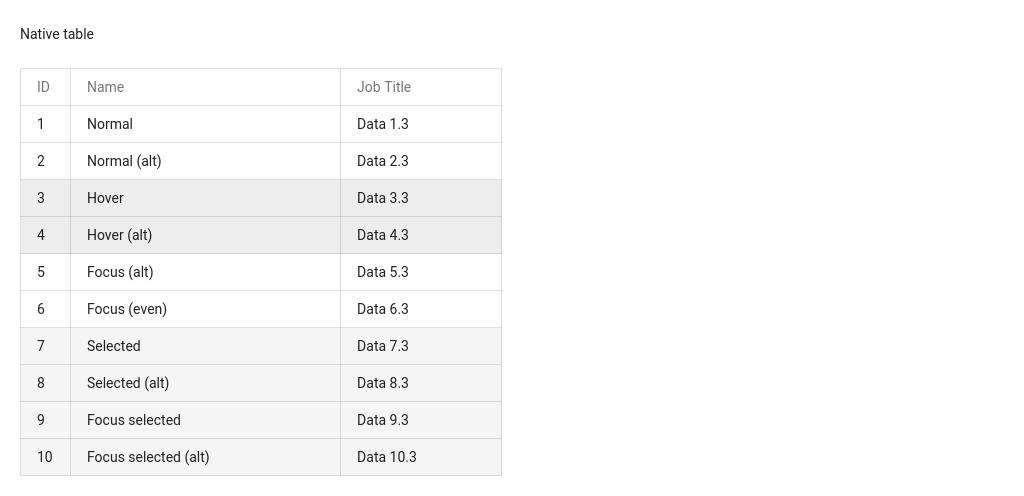 Native table
ID Name Job Title
1 Normal Data 1.3
2 Normal (alt) Data 2.3
3 Hover Data 3.3
4 Hover (alt) Data 4.3
5 Focus (alt) Data 5.3
6 Focus (even) Data 6.3
7 Selected Data 7.3
8 Selected (alt) Data 8.3
9 Focus selected Data 9.3
10 Focus selected (alt) Data 10.3